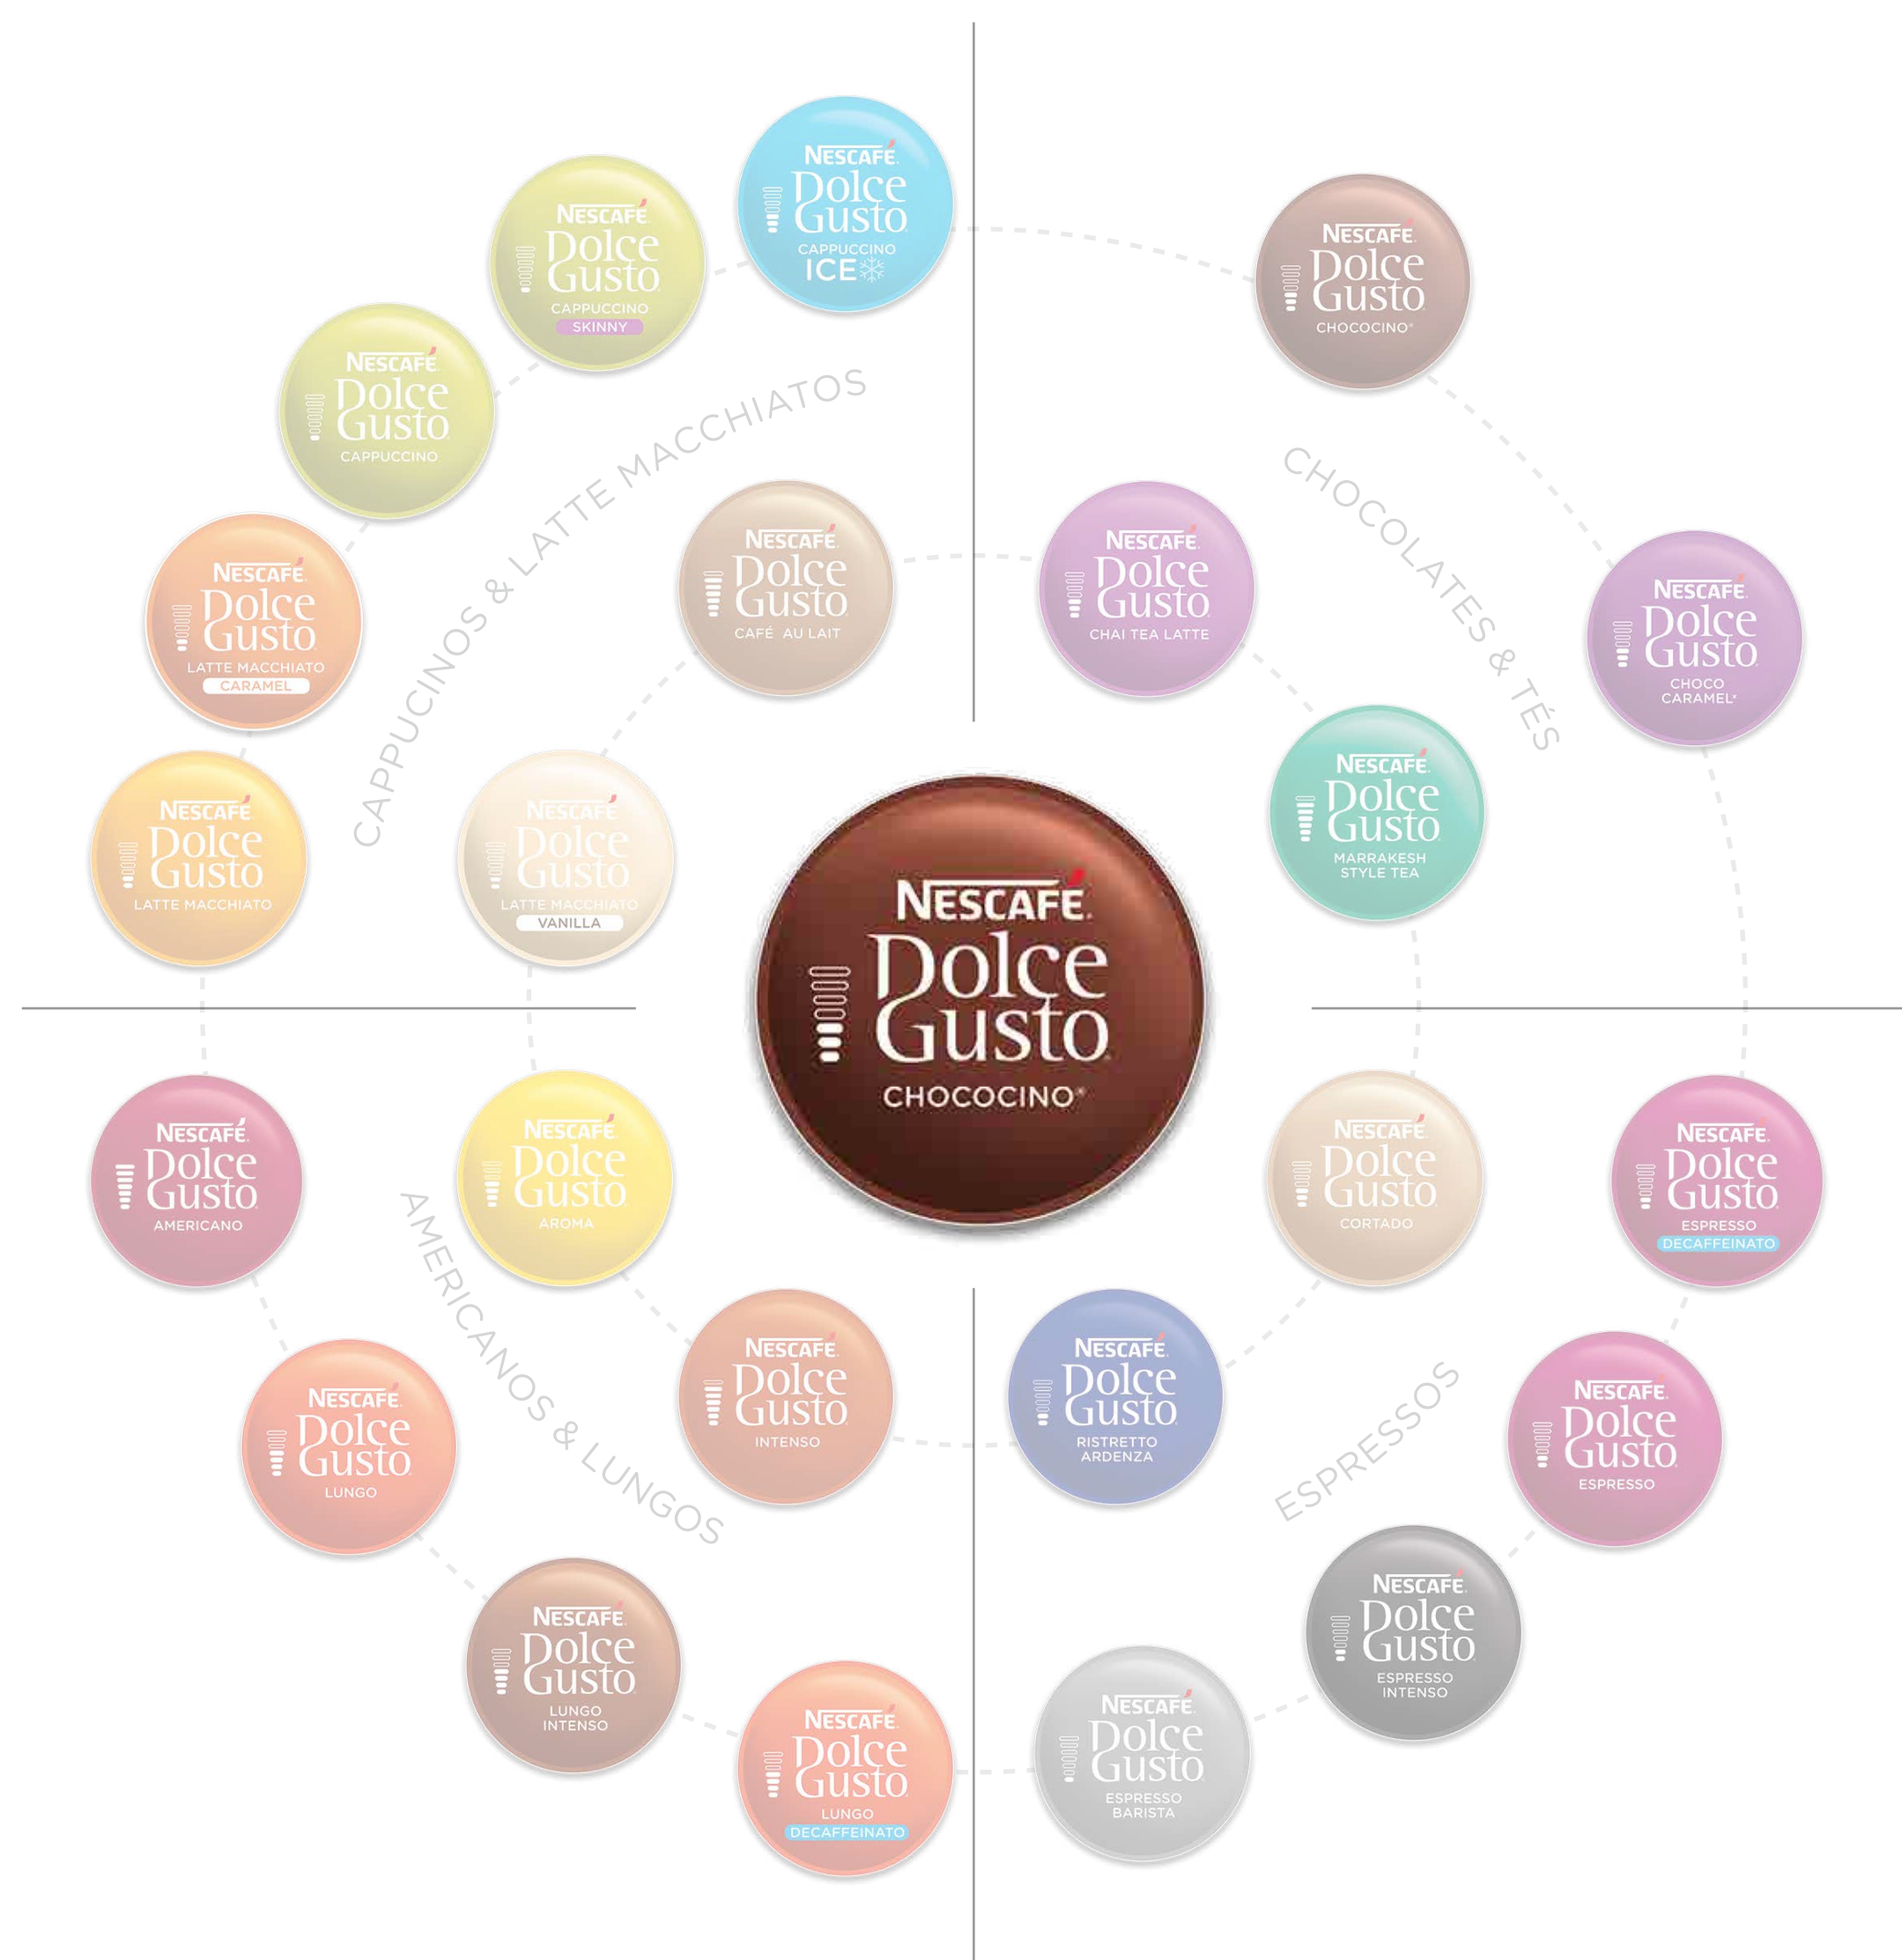 NESCAFÉ
Dolce
Gusto
CAPPUCCINO
ICE
NESCAFÉ
Dolce
Gusto
CAPPUCCINO
SKINNY
NESCAFÉ
Dolce
Gusto
CAPPUCCINO
NESCAFÉ
Dolce
Gusto
LATTE MACCHIATO
CARAMEL
NESCAFÉ
Dolce
Gusto
LATTE MACCHIATO
CAPPUCINOS & LATTE MACCHIATOS
NESCAFÉ
Dolce
Gusto
CAFÉ AU LAIT
NESCAFÉ
Dolce
Gusto
LATTE MACCHIATO
VANILLA
NESCAFÉ
Dolce
Gusto
CHOCOCINO
NESCAFÉ
Dolce
Gusto
CHOCO
CARAMEL
CHOCOLATES & TÉS
NESCAFÉ
Dolce
Gusto
CHAI TEA LATTE
NESCAFÉ
Dolce
Gusto
MARRAKESH
STYLE TEA
NESCAFÉ
Dolce
Gusto
CHOCOCINO
NESCAFÉ
Dolce
Gusto
AMERICANO
NESCAFÉ
Dolce
Gusto
AROMA
NESCAFÉ
Dolce
Gusto
INTENSO
AMERICANOS & LUNGOS
NESCAFÉ
Dolce
Gusto
LUNGO
NESCAFÉ
Dolce
Gusto
LUNGO
INTENSO
NESCAFÉ
Dolce
Gusto
LUNGO
DECAFFEINATO
NESCAFÉ
Dolce
Gusto
CORTADO
NESCAFÉ
Dolce
Gusto
ESPRESSO
DECAFFEINATO
NESCAFÉ
Dolce
Gusto
RISTRETTO
ARDENZA
ESPRESSOS
NESCAFÉ
Dolce
Gusto
ESPRESSO
NESCAFÉ
Dolce
Gusto
ESPRESSO
INTENSO
NESCAFÉ
Dolce
Gusto
ESPRESSO
BARISTA